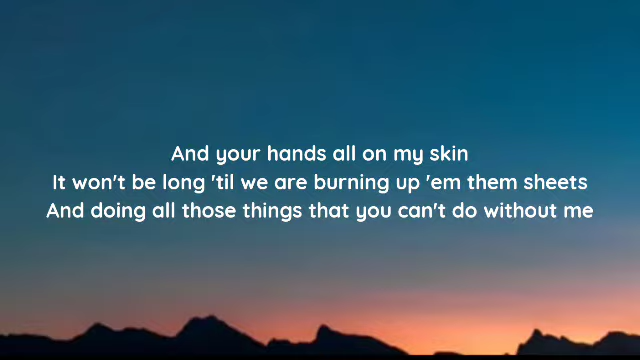 And your hands all on my skin
It won't be long 'til we are burning up 'em them sheets
And doing all those things that you can't do without me